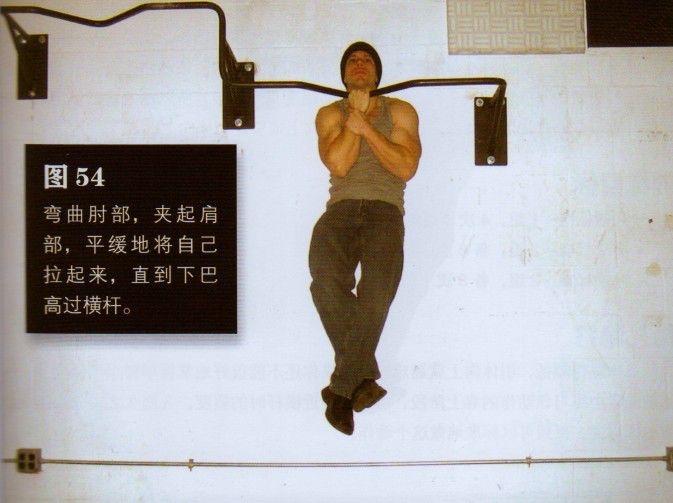 图 54
弯曲肘部，夹起肩
部，平缓地将自己
拉起来，直到下巴
高过横杆。